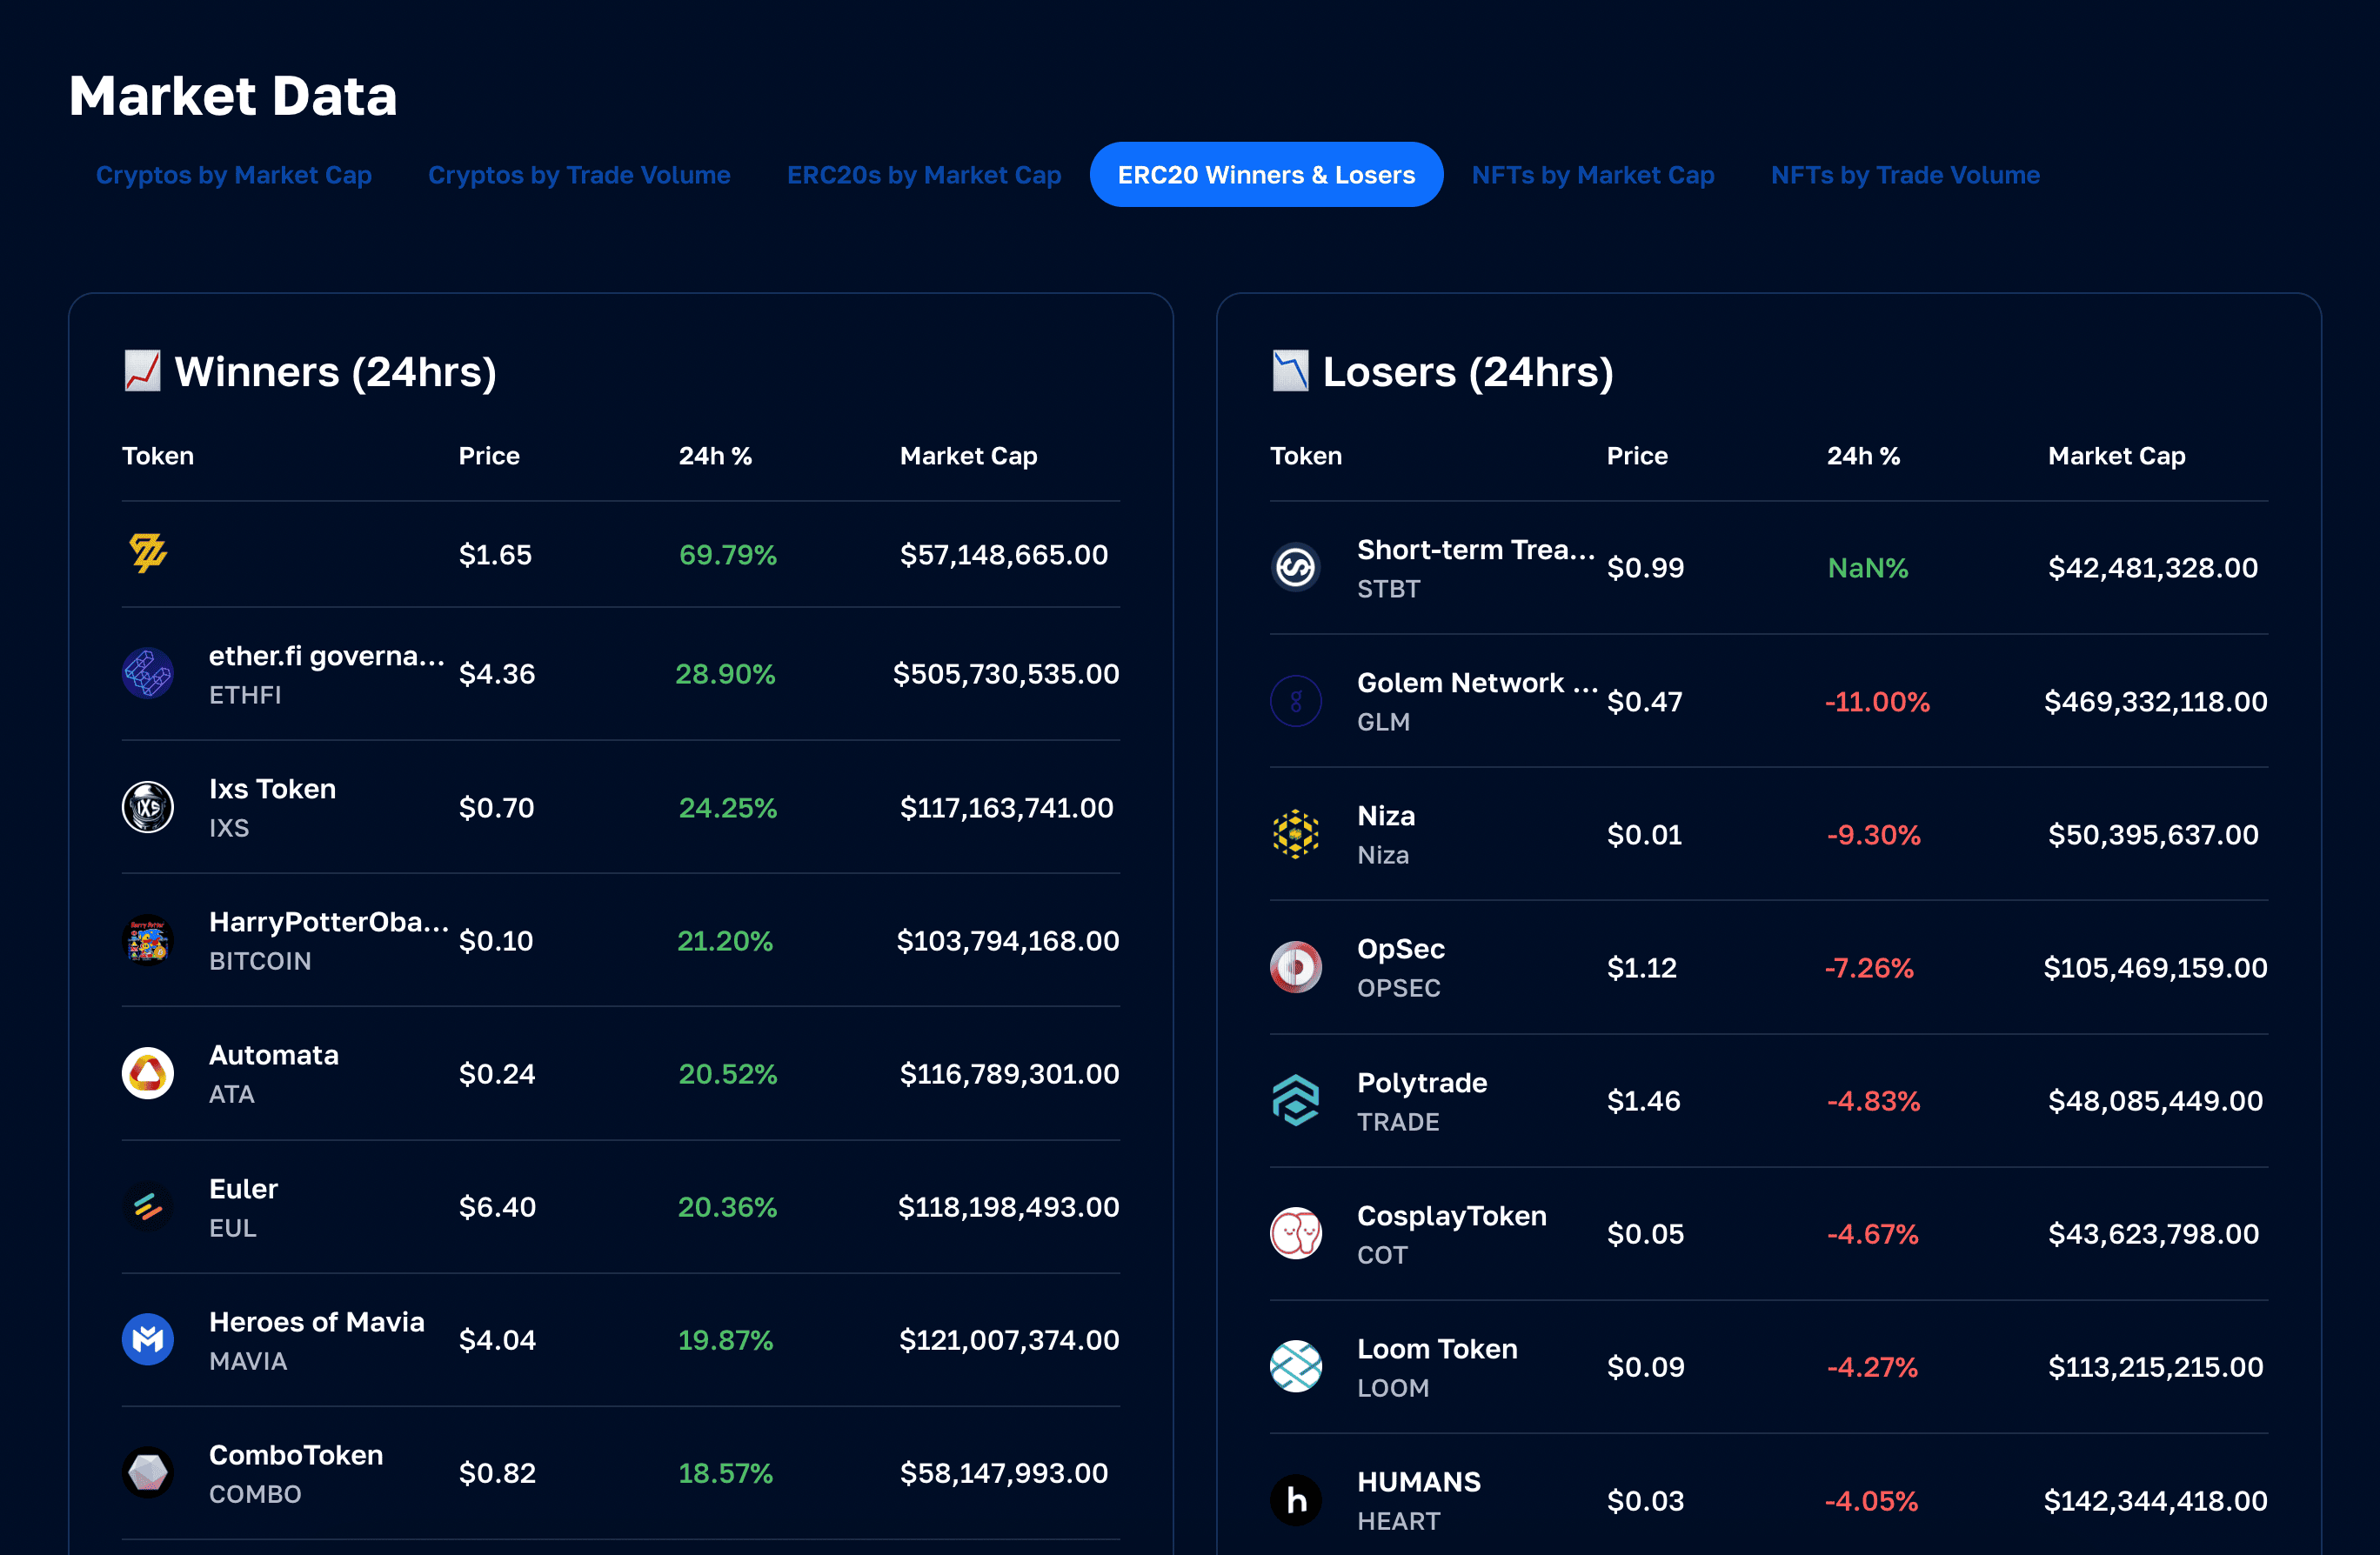 Market Data
Cryptos by Market Cap Cryptos by Trade Volume ERC20s by Market Cap ERC20 Winners & Losers NFTs by Market Cap NFTs by Trade Volume
Winners (24hrs)
Token Price 24h % Market Cap
$1.65 69.79% $57,148,665.00
ether.fi governa... $4.36 28.90% $505,730,535.00
ETHFI
IXS
Ixs Token $0.70 24.25% $117,163,741.00
IXS
HarryPotterOba... $0.10 21.20% $103,794,168.00
BITCOIN
Automata $0.24 20.52% $116,789,301.00
ATA
Euler $6.40 20.36% $118,198,493.00
EUL
Heroes of Mavia $4.04 19.87% $121,007,374.00
MAVIA
ComboToken $0.82 18.57% $58,147,993.00
COMBO
Losers (24hrs)
Token Price 24h % Market Cap
Short-term Trea... $0.99 NaN% $42,481,328.00
STBT
Golem Network ... $0.47 -11.00% $469,332,118.00
GLM
Niza $0.01 -9.30% $50,395,637.00
Niza
OpSec $1.12 -7.26% $105,469,159.00
OPSEC
Polytrade $1.46 -4.83% $48,085,449.00
TRADE
CosplayToken $0.05 -4.67% $43,623,798.00
COT
Loom Token $0.09 -4.27% $113,215,215.00
LOOM
h
HUMANS $0.03 -4.05% $142,344,418.00
HEART